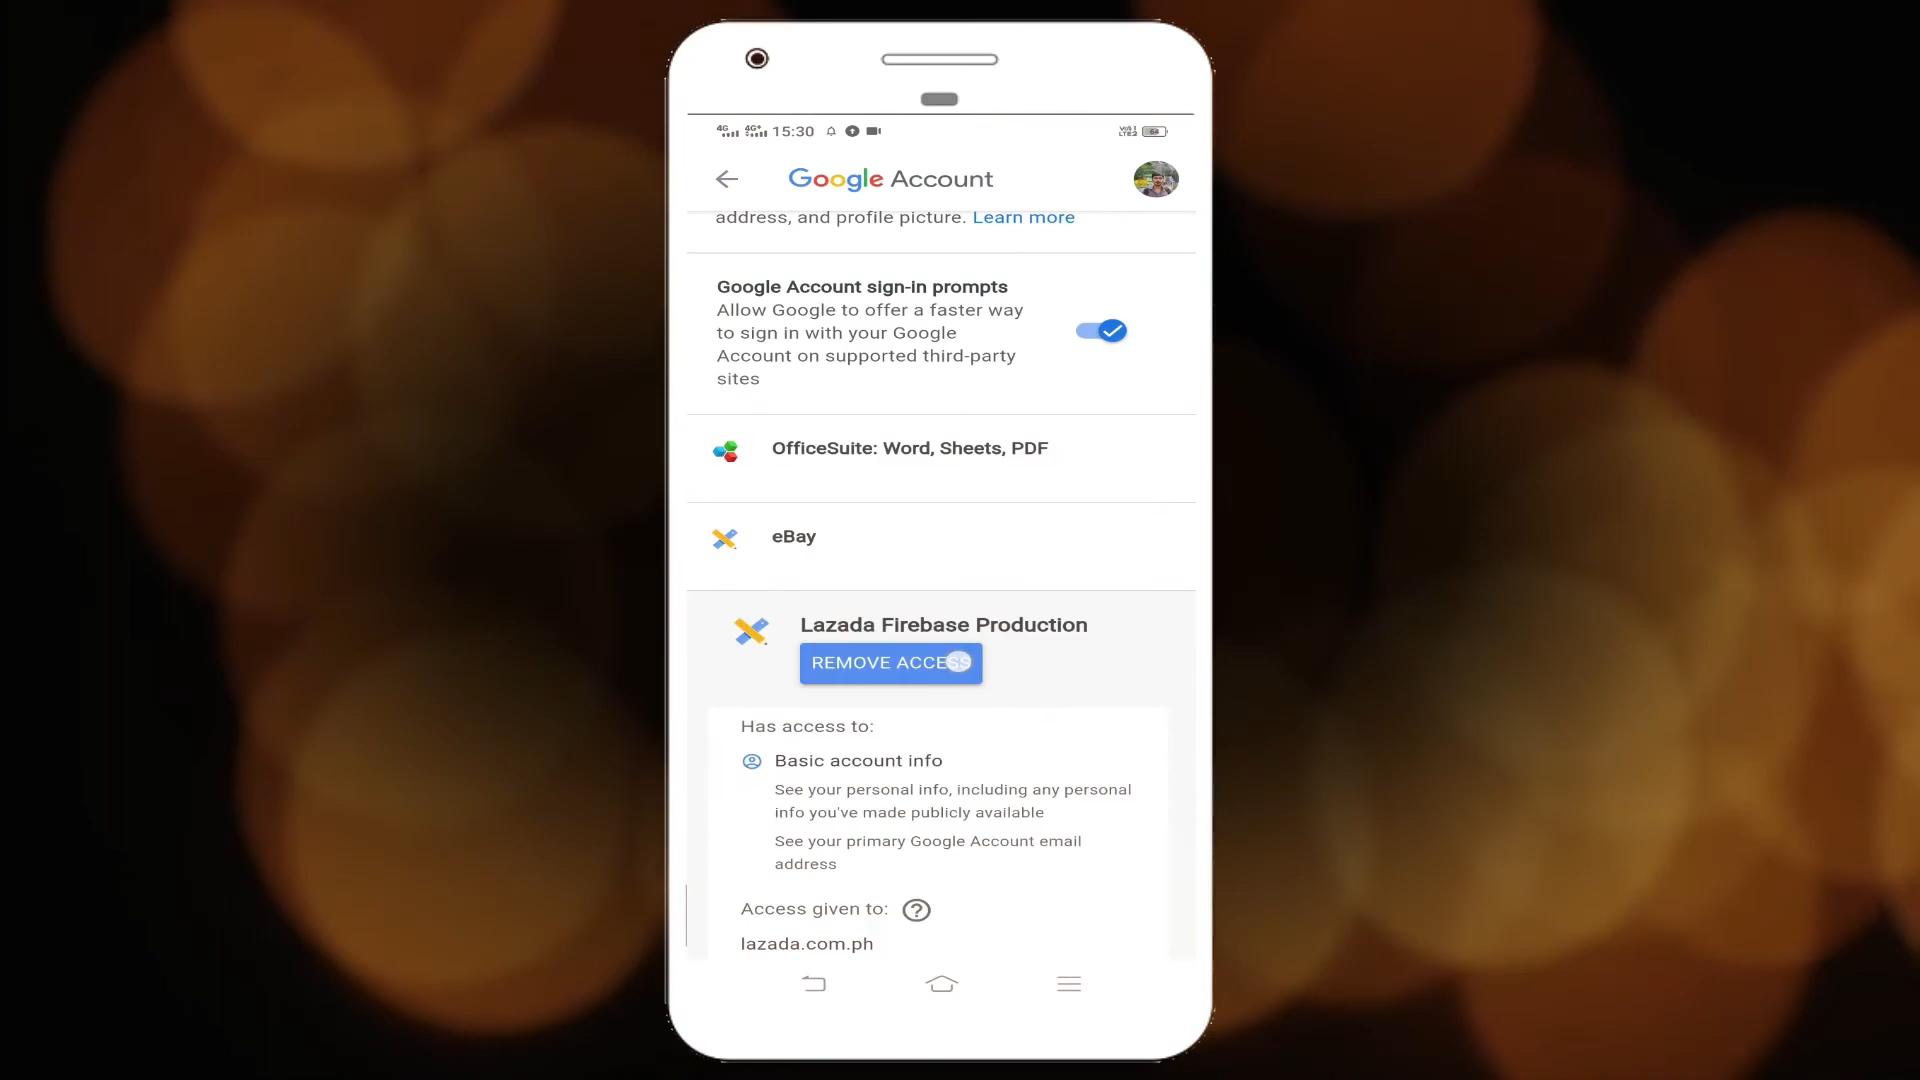 4G 4G+ 15:30 64
Google Account
address, and profile picture. Learn more
Google Account sign-in prompts
Allow Google to offer a faster way
to sign in with your Google
Account on supported third-party
sites
OfficeSuite: Word, Sheets, PDF
eBay
Lazada Firebase Production
REMOVE ACCESS
Has access to:
Basic account info
See your personal info, including any personal
info you've made publicly available
See your primary Google Account email
address
Access given to:
lazada.com.ph